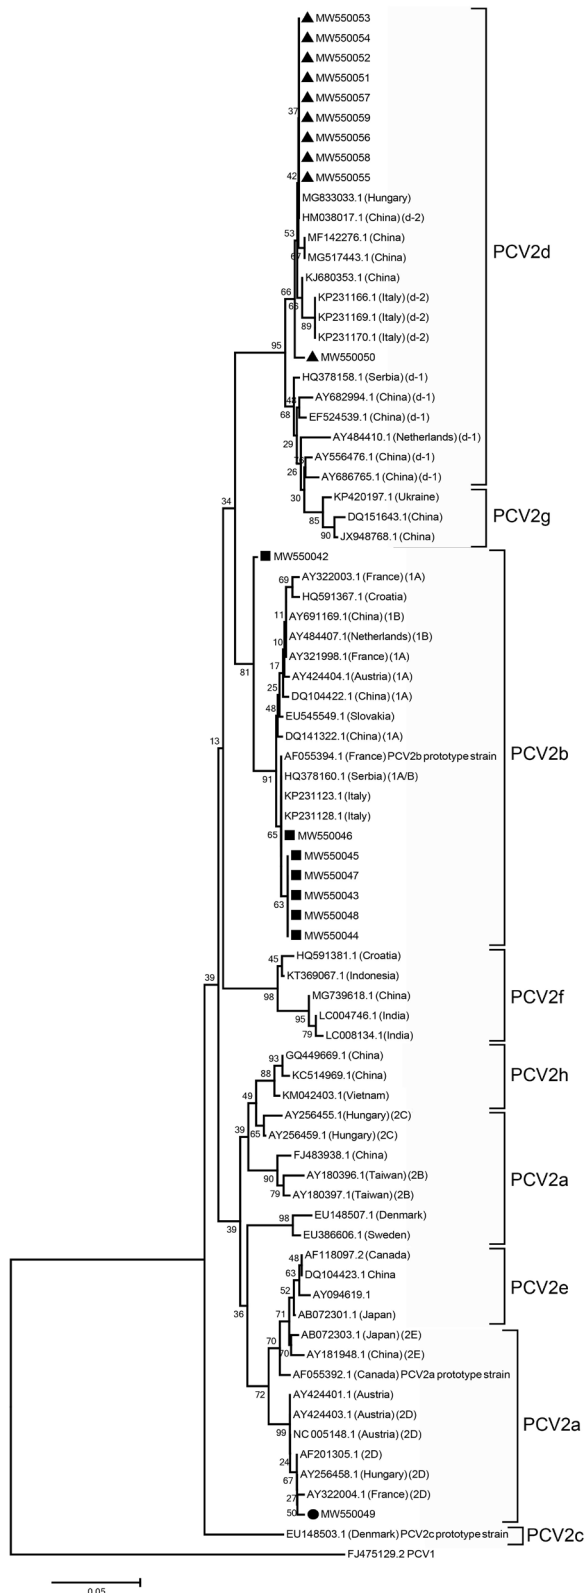 MW550053
MW550054
MW550052
MW550051
MW550057
37
MW550059
MW550056
MW550058
42
MW550055
MG833033.1 (Hungary)
HM038017.1 (China) (d-2)
53
MF142276.1 (China)
PCV2d
67
MG517443.1 (China)
KJ680353.1 (China)
66
KP231166.1 (Italy) (d-2)
66
KP231169.1 (Italy) (d-2)
89
KP231170.1 (Italy) (d-2)
95
MW550050
HQ378158.1 (Serbia) (d-1)
48
AY682994.1 (China) (d-1)
68
EF524539.1 (China) (d-1)
29
AY484410.1 (Netherlands) (d-1)
AY556476.1 (China) (d-1)
26
AY686765.1 (China) (d-1)
30
KP420197.1 (Ukraine)
34
85
DQ151643.1 (China)
PCV2g
90
JX948768.1 (China)
MW550042
69
AY322003.1 (France) (1A)
HQ591367.1 (Croatia)
11
AY691169.1 (China) (1B)
10
AY484407.1 (Netherlands) (1B)
AY321998.1 (France) (1A)
17
81
AY424404.1 (Austria) (1A)
25
DQ104422.1 (China) (1A)
48
EU545549.1 (Slovakia)
13
DQ141322.1 (China) (1A)
PCV2b
AF055394.1 (France) PCV2b prototype strain
91
HQ378160.1 (Serbia) (1A/B)
KP231123.1 (Italy)
KP231128.1 (Italy)
65
MW550046
MW550045
MW550047
63
MW550043
MW550048
MW550044
45
HQ591381.1 (Croatia)
39
KT369067.1 (Indonesia)
98
MG739618.1 (China)
PCV2f
95
LC004746.1 (India)
79
LC008134.1 (India)
93
GQ449669.1 (China)
88
KC514969.1 (China)
PCV2h
49
KM042403.1 (Vietnam)
AY256455.1 (Hungary) (2C)
39
65
AY256459.1 (Hungary) (2C)
FJ483938.1 (China)
90
AY180396.1 (Taiwan) (2B)
PCV2a
79
AY180397.1 (Taiwan) (2B)
98
EU148507.1 (Denmark)
39
EU386606.1 (Sweden)
48
AF118097.2 (Canada)
63
DQ104423.1 China
PCV2e
52
AY094619.1
36
71
AB072301.1 (Japan)
70
AB072303.1 (Japan) (2E)
70
AY181948.1 (China) (2E)
AF055392.1 (Canada) PCV2a prototype strain
72
AY424401.1 (Austria)
AY424403.1 (Austria) (2D)
PCV2a
99
NC 005148.1 (Austria) (2D)
AF201305.1 (2D)
24
AY256458.1 (Hungary) (2D)
67
AY322004.1 (France) (2D)
27
50
MW550049
EU148503.1 (Denmark) PCV2c prototype strain
PCV2c
FJ475129.2 PCV1
0.05